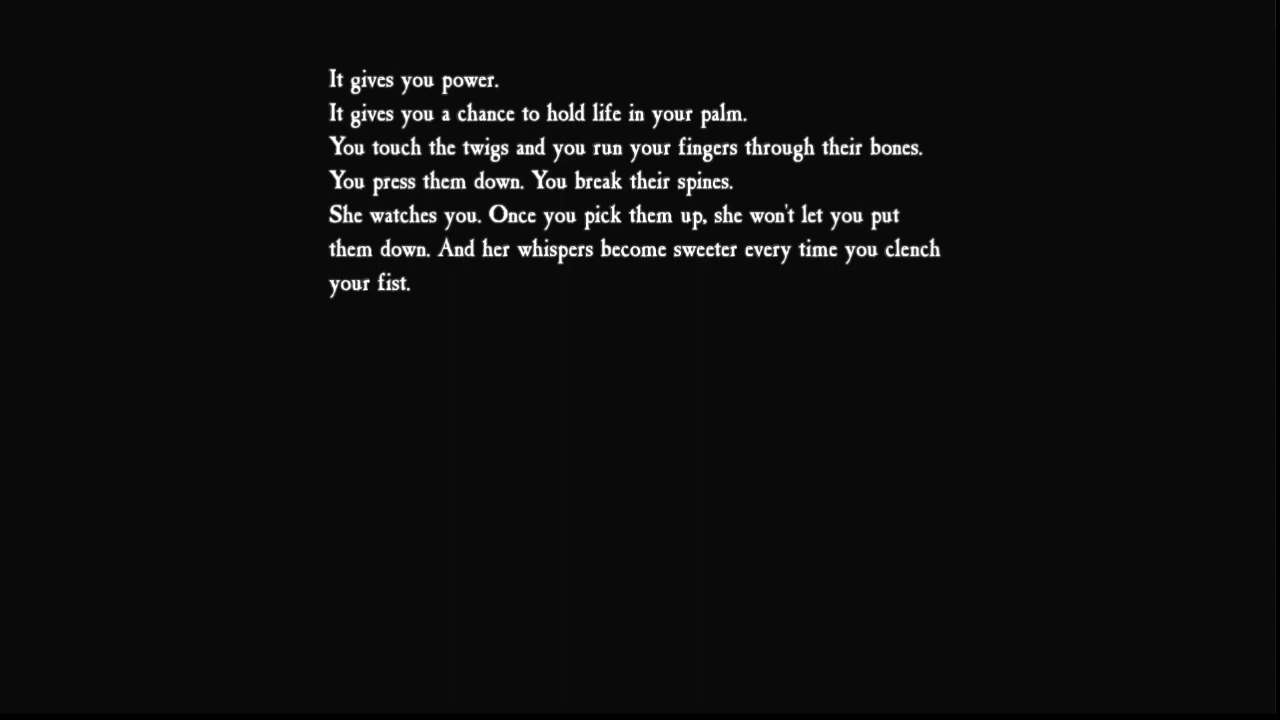 It gives you power.
It gives you a chance to hold life in your palm.
You touch the twigs and you run your fingers through their bones.
You press them down. You break their spines.
She watches you. Once you pick them up, she won't let you put
them down. And her whispers become sweeter every time you clench
your fist.